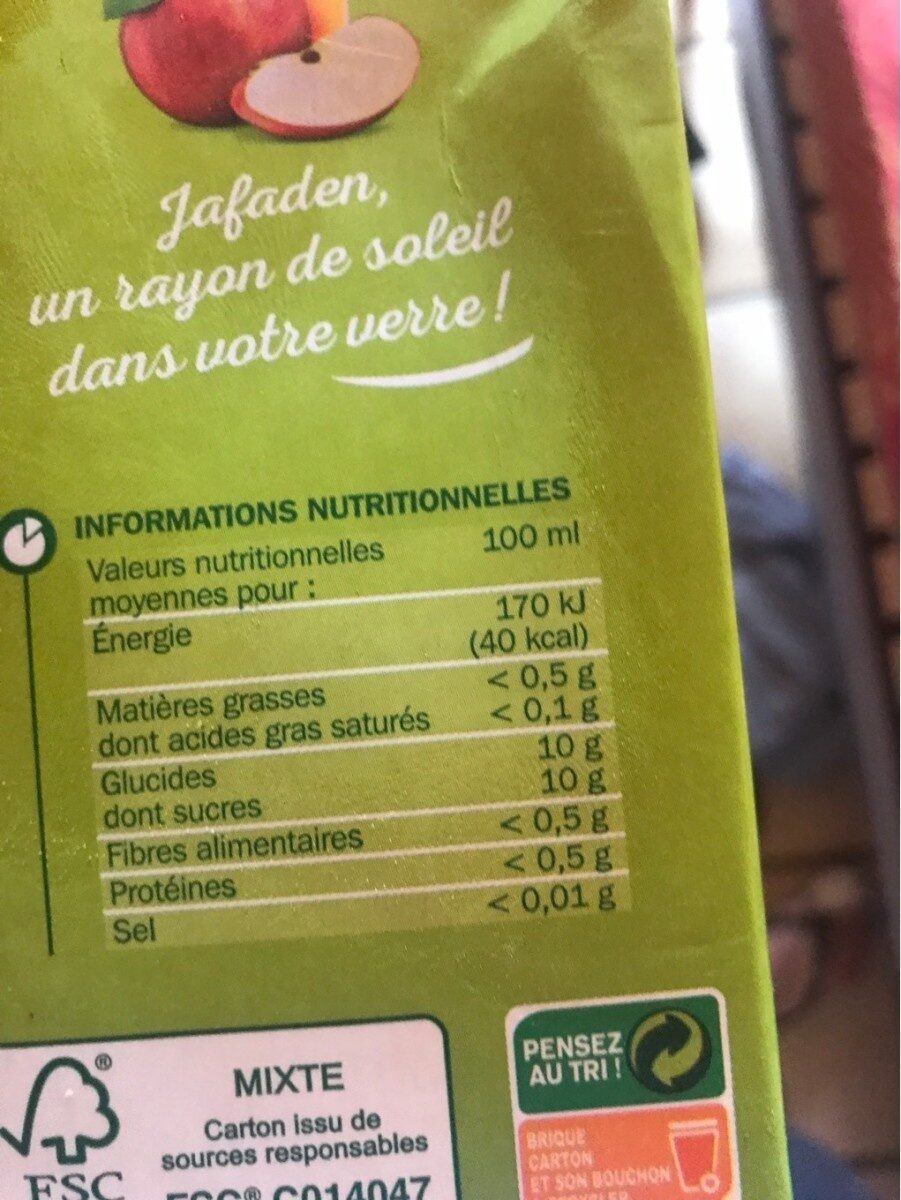 Jafaden,
un rayon de soleil
dans votre verre !
INFORMATIONS NUTRITIONNELLES
Valeurs nutritionnelles 100 ml
moyennes pour :
Énergie 170 kJ
(40 kcal)
Matières grasses < 0,5 g
dont acides gras saturés < 0,1 g
Glucides 10 g
dont sucres 10 g
Fibres alimentaires < 0,5 g
Protéines < 0,5 g
Sel < 0,01 g
®
FSC
MIXTE
Carton issu de
sources responsables
FSC® C014047
PENSEZ
AU TRI !
BRIQUE
CARTON
ET SON BOUCHON